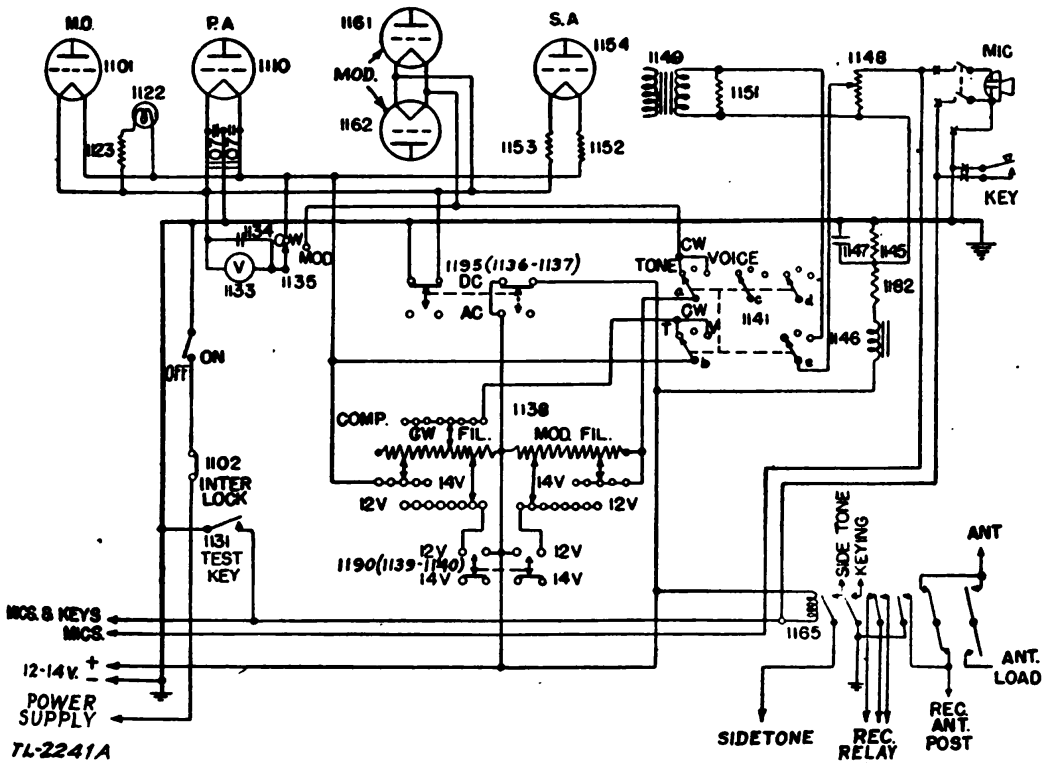 M.O.
P.A
1161
S.A
1154
1101
1110
MOD.
1149
1148
MIC
1122
1151
1162
1123
107
107
1153
1152
KEY
1134
CW
MOD
1133
1135
1195(1136-1137)
DC
AC
CW
TONE
VOICE
a
c
d
1141
CW
T
V
b
e
1147
1145
1182
1146
ON
OFF
COMP.
1138
CW FIL.
MOD. FIL.
14V
14V
12V
12V
1102
INTER
LOCK
1131
TEST
KEY
12V
12V
1190(1139-1140)
14V
14V
SIDE TONE
KEYING
ANT
MICS. & KEYS
MICS.
1165
12-14V. +
-
POWER
SUPPLY
ANT.
LOAD
SIDETONE
REC.
RELAY
REC.
ANT.
POST
TL-2241A